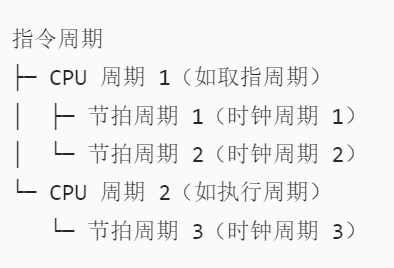 指令周期
├─ CPU 周期 1（如取指周期）
│  ├─ 节拍周期 1（时钟周期 1）
│  └─ 节拍周期 2（时钟周期 2）
└─ CPU 周期 2（如执行周期）
   └─ 节拍周期 3（时钟周期 3）